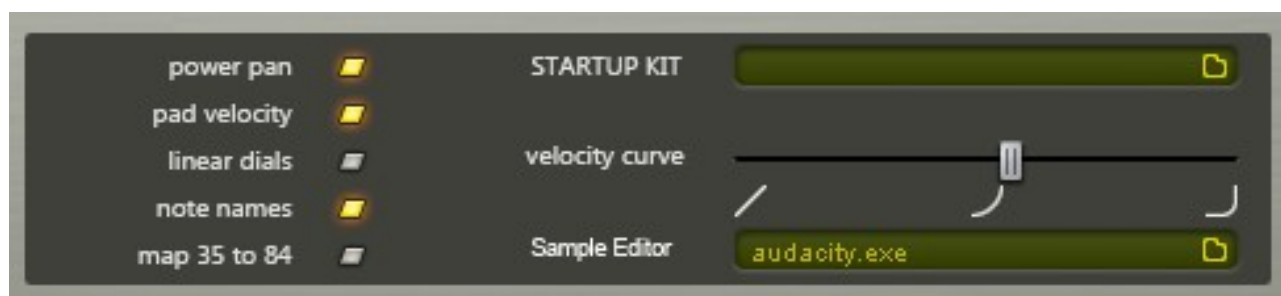 power pan
STARTUP KIT
pad velocity
linear dials
velocity curve
note names
map 35 to 84
Sample Editor
audacity.exe